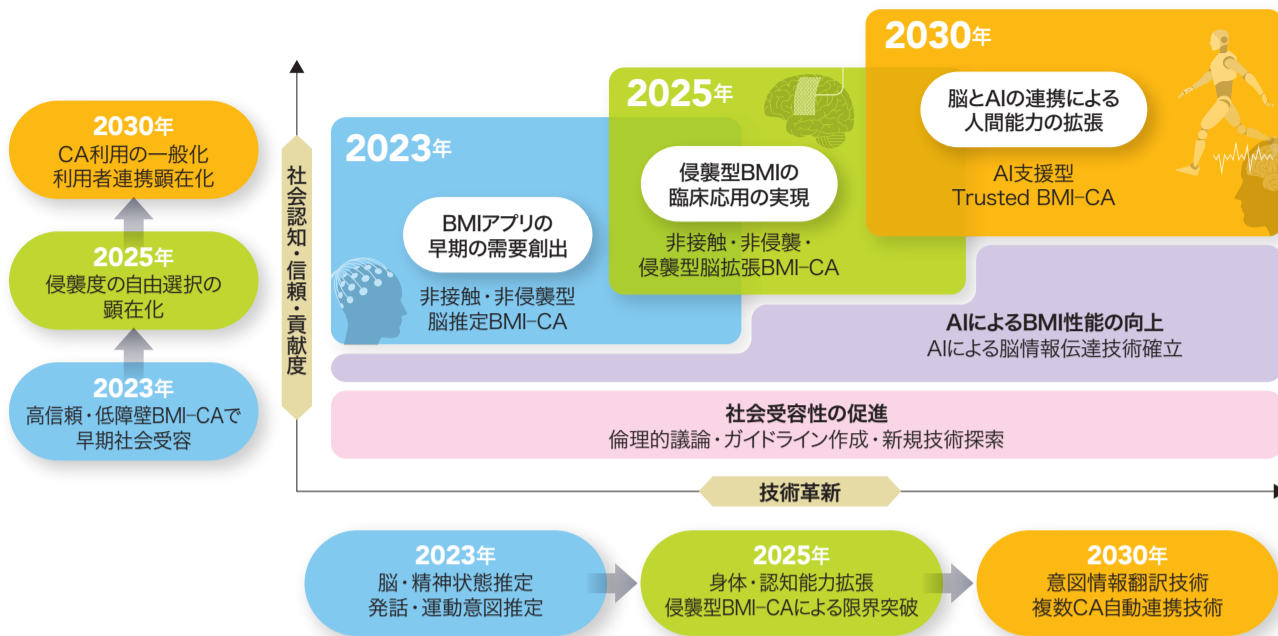 2030年
CA利用の一般化
利用者連携顕在化
2025年
侵襲度の自由選択の
顕在化
2023年
高信頼・低障壁BMI-CAで
早期社会受容
社会認知・信頼・貢献度
2023年
BMIアプリの
早期の需要創出
非接触・非侵襲型
脳推定BMI-CA
2025年
侵襲型BMIの
臨床応用の実現
非接触・非侵襲・
侵襲型脳拡張BMI-CA
2030年
脳とAIの連携による
人間能力の拡張
AI支援型
Trusted BMI-CA
AIによるBMI性能の向上
AIによる脳情報伝達技術確立
社会受容性の促進
倫理的議論・ガイドライン作成・新規技術探索
技術革新
2023年
脳・精神状態推定
発話・運動意図推定
2025年
身体・認知能力拡張
侵襲型BMI-CAによる限界突破
2030年
意図情報翻訳技術
複数CA自動連携技術